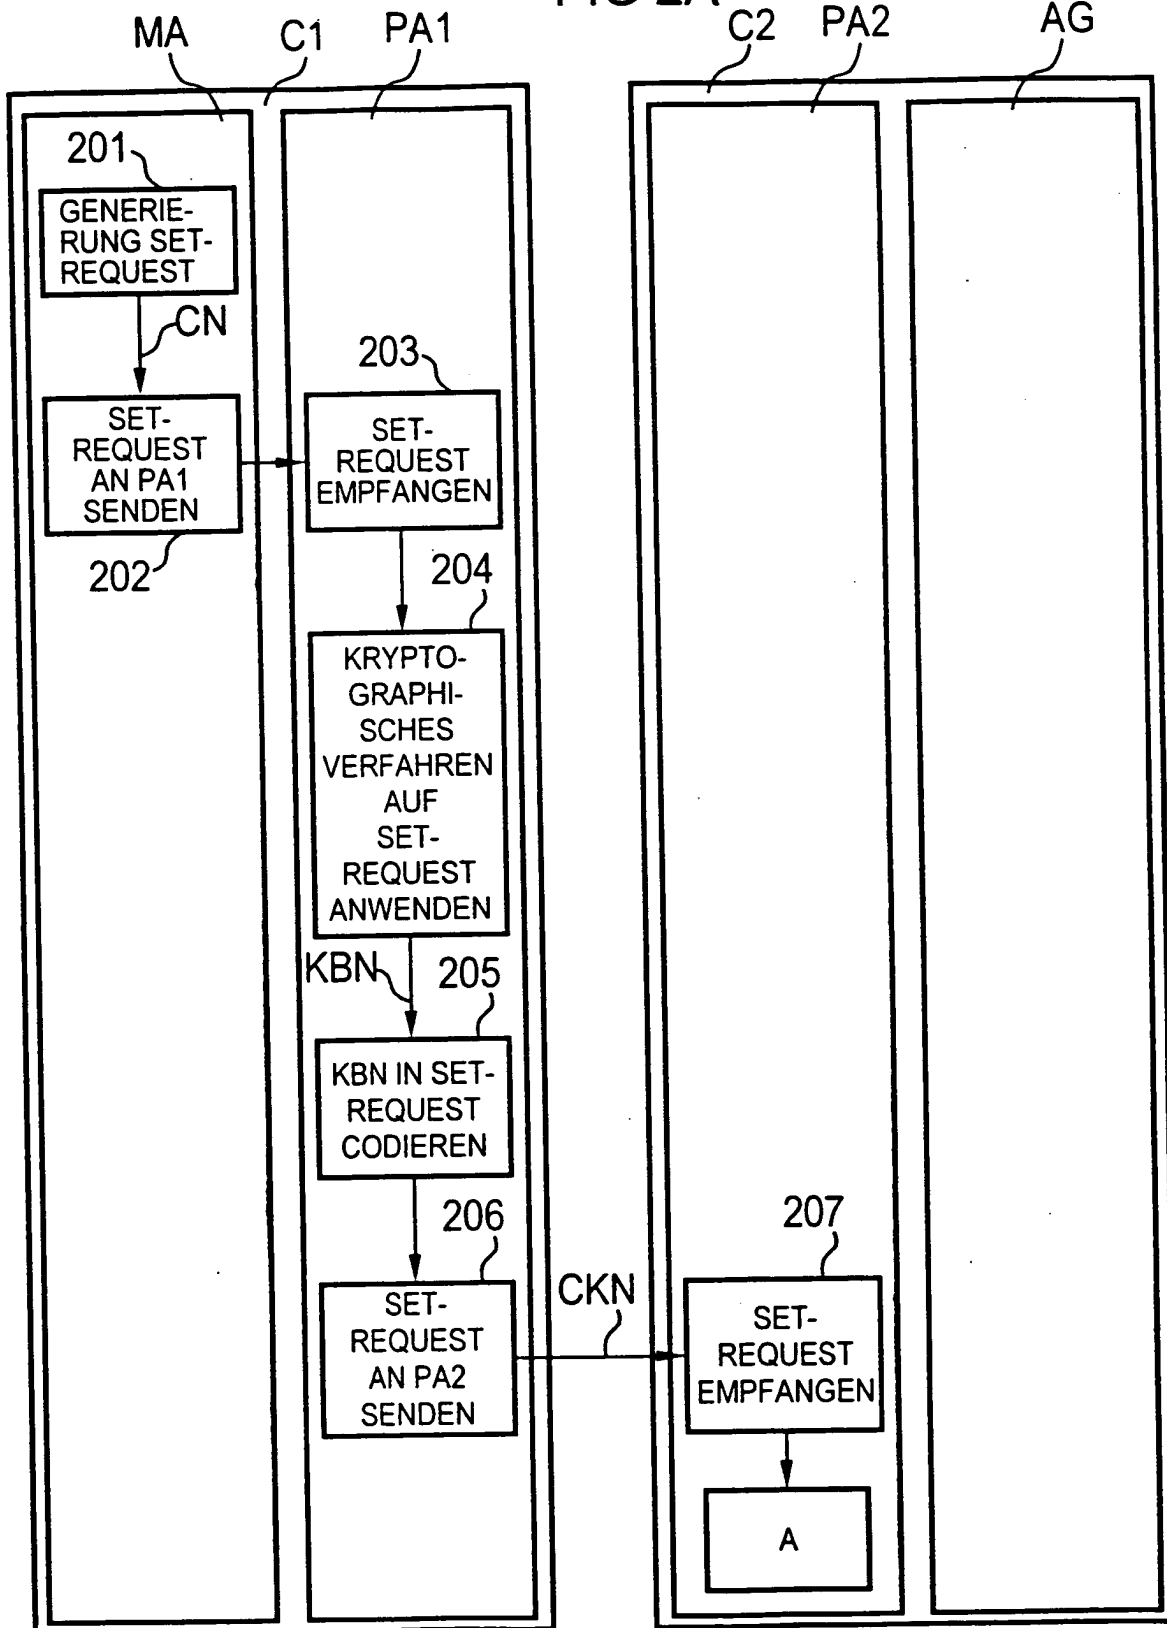 FIG 2A
MA C1 PA1 C2 PA2 AG
201
GENERIE-
RUNG SET-
REQUEST
CN
SET-
REQUEST
AN PA1
SENDEN
202
203
SET-
REQUEST
EMPFANGEN
204
KRYPTO-
GRAPHI-
SCHES
VERFAHREN
AUF
SET-
REQUEST
ANWENDEN
KBN
205
KBN IN SET-
REQUEST
CODIEREN
206
SET-
REQUEST
AN PA2
SENDEN
CKN
207
SET-
REQUEST
EMPFANGEN
A